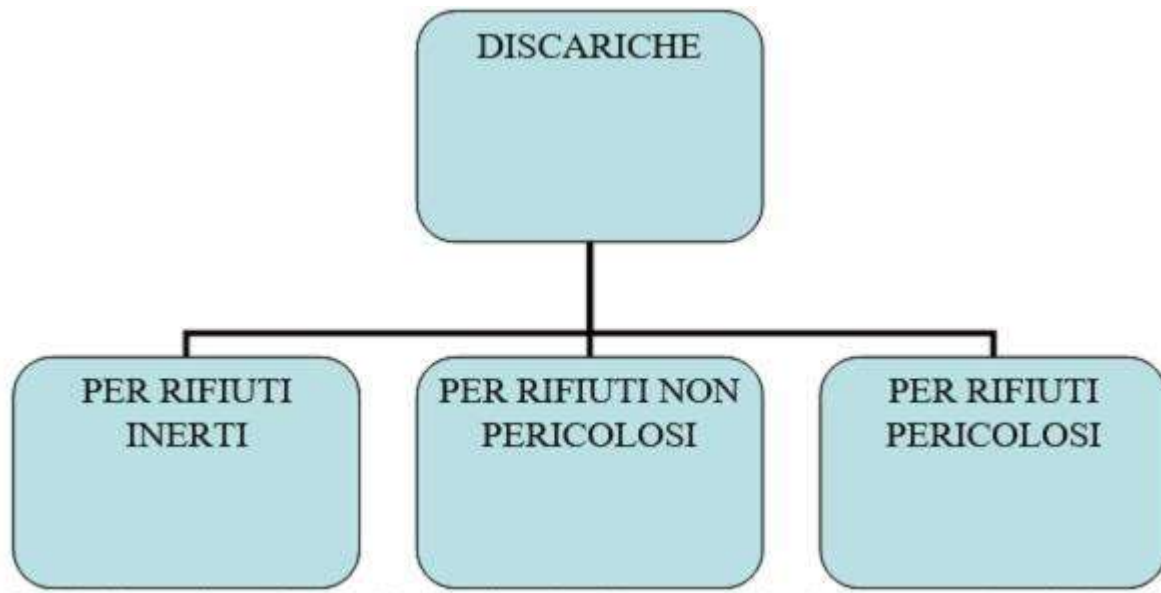 DISCARICHE
PER RIFIUTI
INERTI
PER RIFIUTI NON
PERICOLOSI
PER RIFIUTI
PERICOLOSI